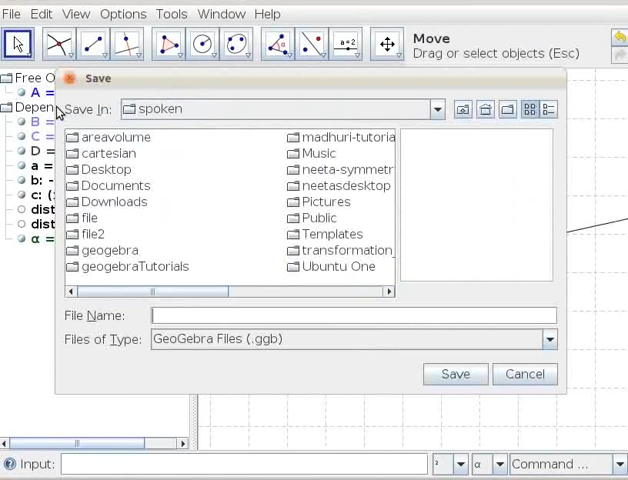 File Edit View Options Tools Window Help
Move
Drag or select objects (Esc)
a=2
Save
Free O
A =
Depen
B =
C =
D =
a =
b: -
c: (
dist
dist
α =
Save In: spoken
areavolume
cartesian
Desktop
Documents
Downloads
file
file2
geogebra
geogebraTutorials
madhuri-tutoria
Music
neeta-symmetr
neetasdesktop
Pictures
Public
Templates
transformation_
Ubuntu One
File Name:
Files of Type: GeoGebra Files (.ggb)
Save Cancel
Input: ² α Command ...